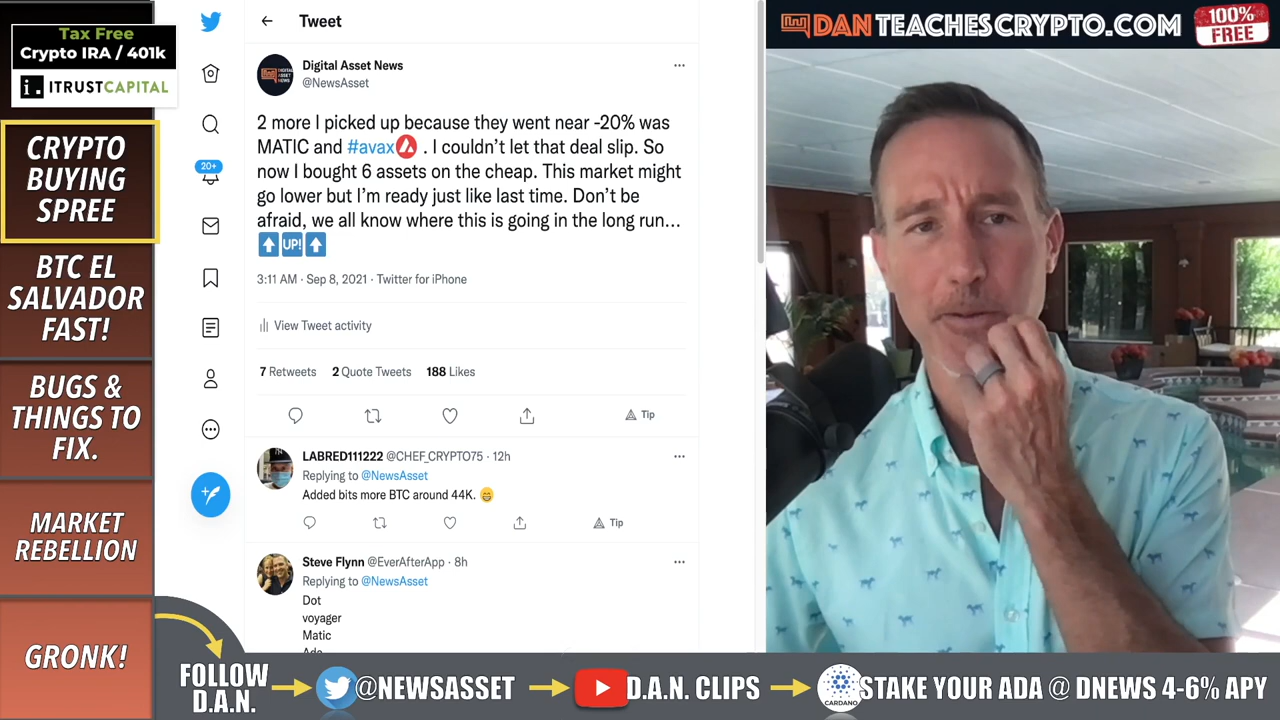 Tax Free
Crypto IRA / 401k
i. ITRUSTCAPITAL
CRYPTO
BUYING
SPREE
BTC EL
SALVADOR
FAST!
BUGS &
THINGS TO
FIX.
MARKET
REBELLION
GRONK!
20+
Tweet
Digital Asset News
@NewsAsset
2 more I picked up because they went near -20% was
MATIC and #avax . I couldn’t let that deal slip. So
now I bought 6 assets on the cheap. This market might
go lower but I’m ready just like last time. Don’t be
afraid, we all know where this is going in the long run...
⬆️🆙⬆️
3:11 AM · Sep 8, 2021 · Twitter for iPhone
View Tweet activity
7 Retweets 2 Quote Tweets 188 Likes
Tip
LABRED111222 @CHEF_CRYPTO75 · 12h
Replying to @NewsAsset
Added bits more BTC around 44K. 😁
Tip
Steve Flynn @EverAfterApp · 8h
Replying to @NewsAsset
Dot
voyager
Matic
DANTEACHESCRYPTO.COM
100%
FREE
FOLLOW
D.A.N.
@NEWSASSET
D.A.N. CLIPS
CARDANO
STAKE YOUR ADA @ DNEWS 4-6% APY